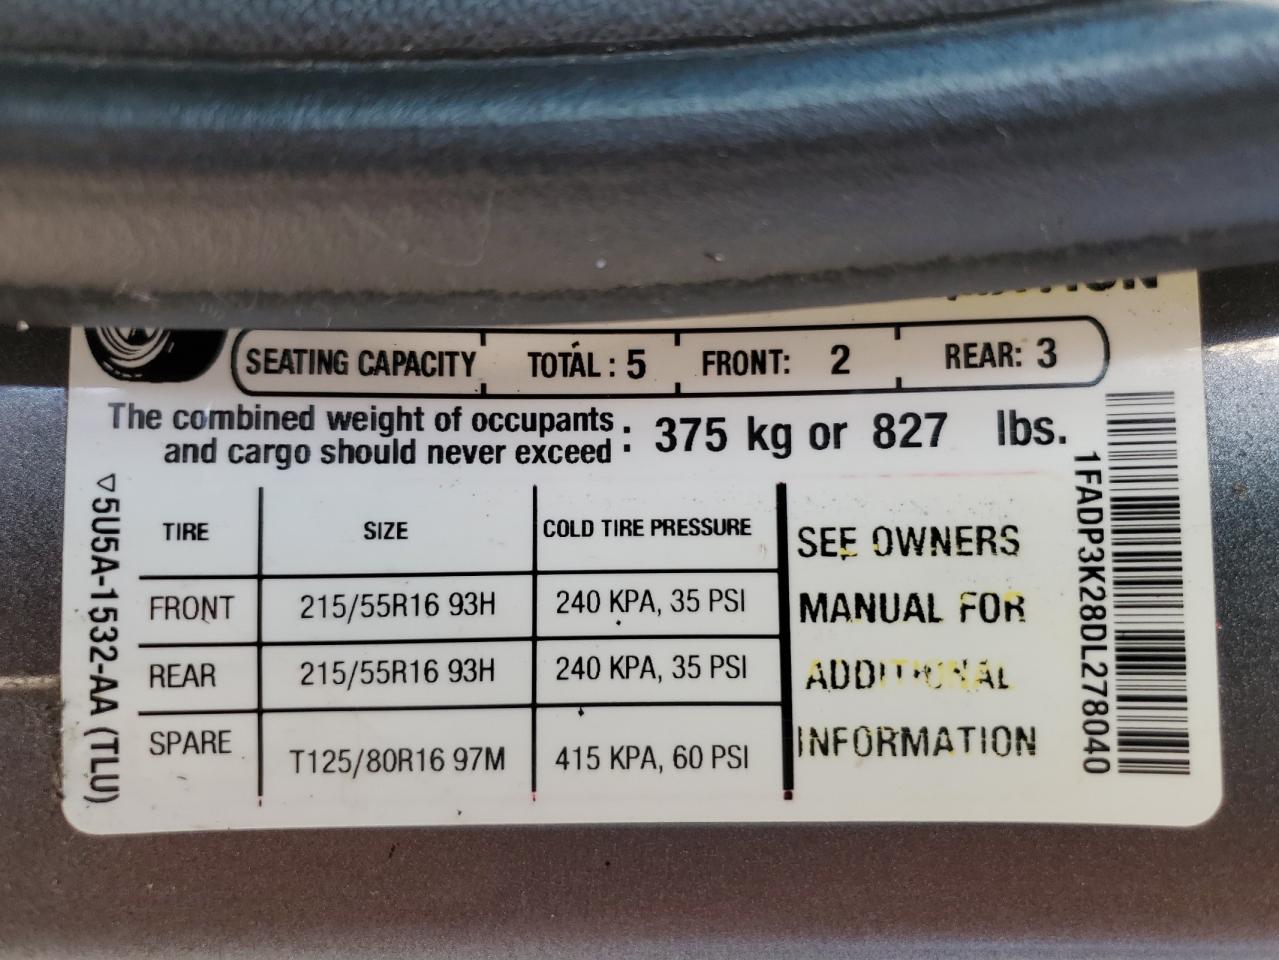 SEATING CAPACITY TOTAL : 5 FRONT: 2 REAR: 3
The combined weight of occupants
and cargo should never exceed : 375 kg or 827 lbs.
TIRE SIZE COLD TIRE PRESSURE
FRONT 215/55R16 93H 240 KPA, 35 PSI
REAR 215/55R16 93H 240 KPA, 35 PSI
SPARE T125/80R16 97M 415 KPA, 60 PSI
SEE OWNERS
MANUAL FOR
ADDITIONAL
INFORMATION
5U5A-1532-AA (TLU)
1FADP3K28DL278040